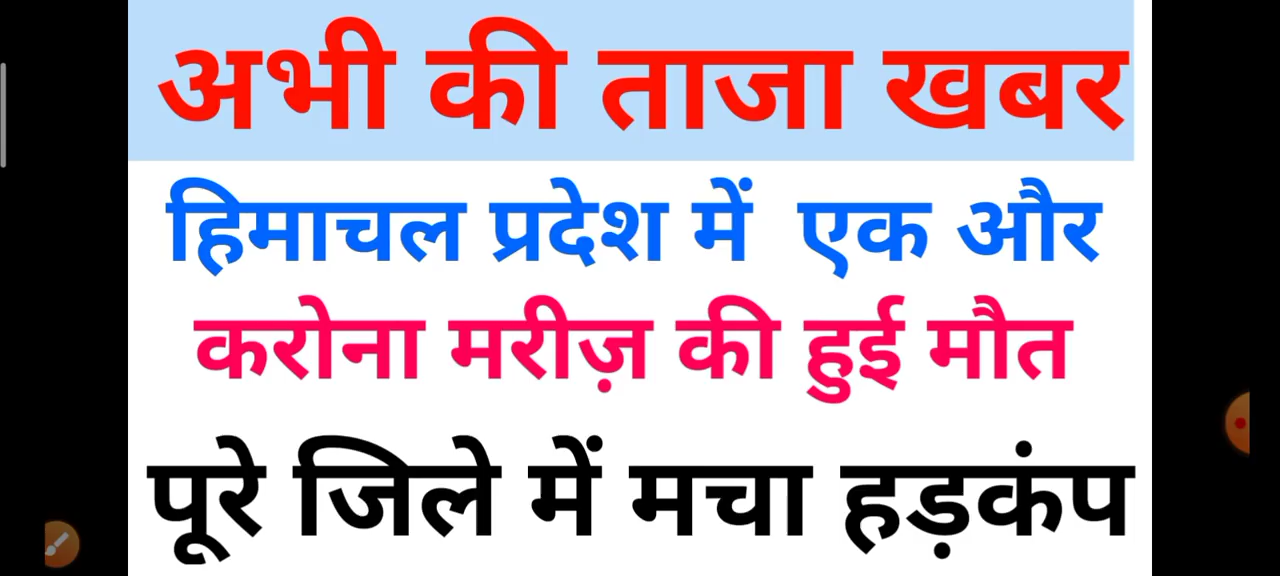 अभी की ताजा खबर
हिमाचल प्रदेश में एक और
करोना मरीज़ की हुई मौत
पूरे जिले में मचा हड़कंप